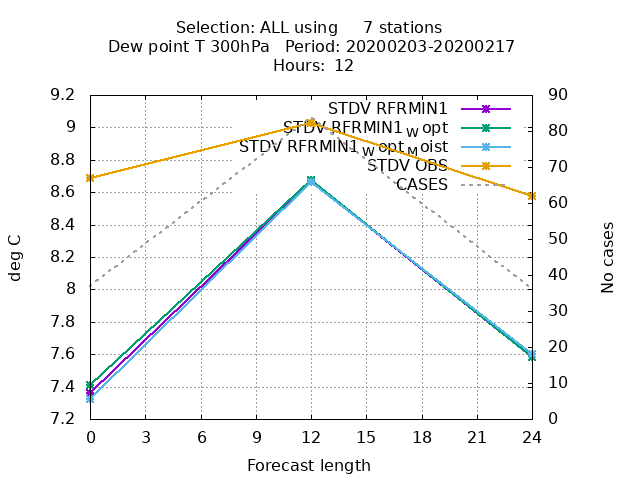 Selection: ALL using     7 stations
Dew point T 300hPa   Period: 20200203-20200217
Hours:  12
9.2
9
8.8
8.6
8.4
8.2
8
7.8
7.6
7.4
7.2
90
80
70
60
50
40
30
20
10
0
STDV RFRMIN1
STDV RFRMIN1_W opt
STDV RFRMIN1_W opt_M oist
STDV OBS
CASES
deg C
No cases
0 3 6 9 12 15 18 21 24
Forecast length